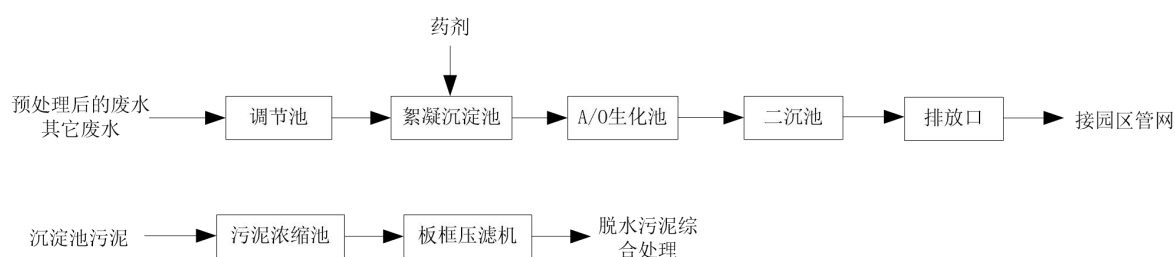 药剂
预处理后的废水
其它废水
调节池
絮凝沉淀池
A/O生化池
二沉池
排放口
接园区管网
沉淀池污泥
污泥浓缩池
板框压滤机
脱水污泥综
合处理